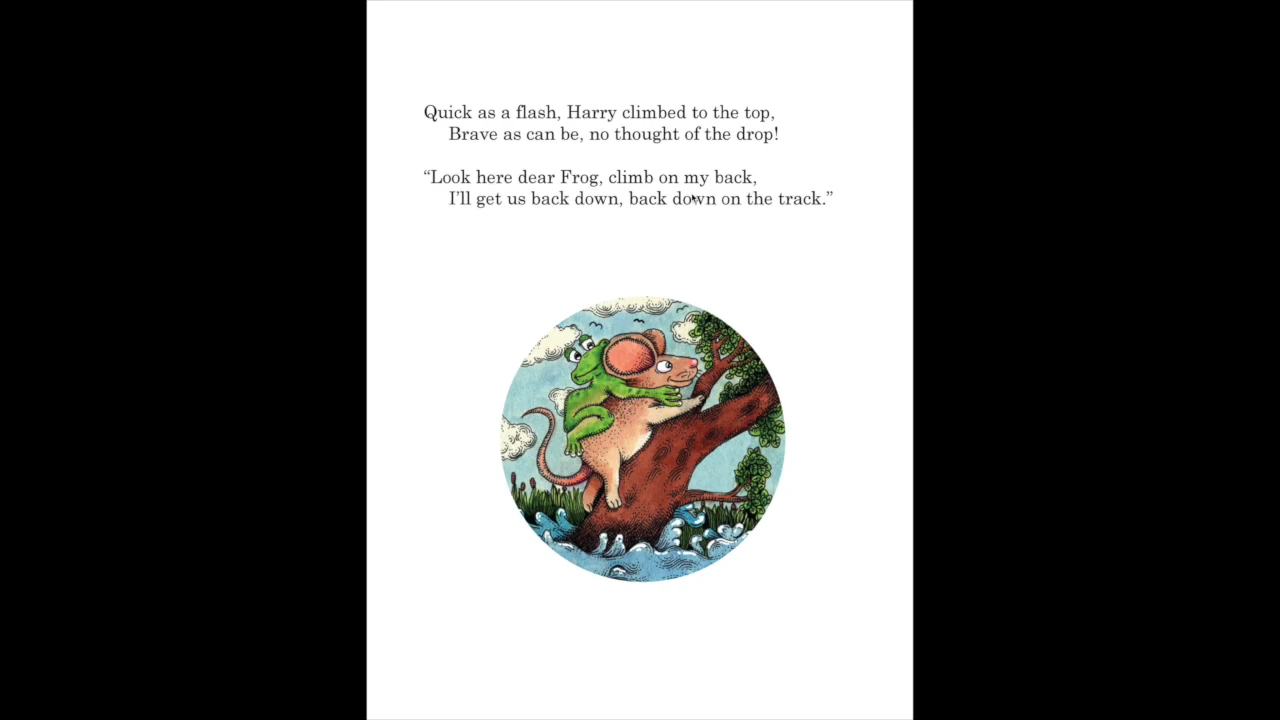 Quick as a flash, Harry climbed to the top,
Brave as can be, no thought of the drop!
“Look here dear Frog, climb on my back,
I’ll get us back down, back down on the track.”